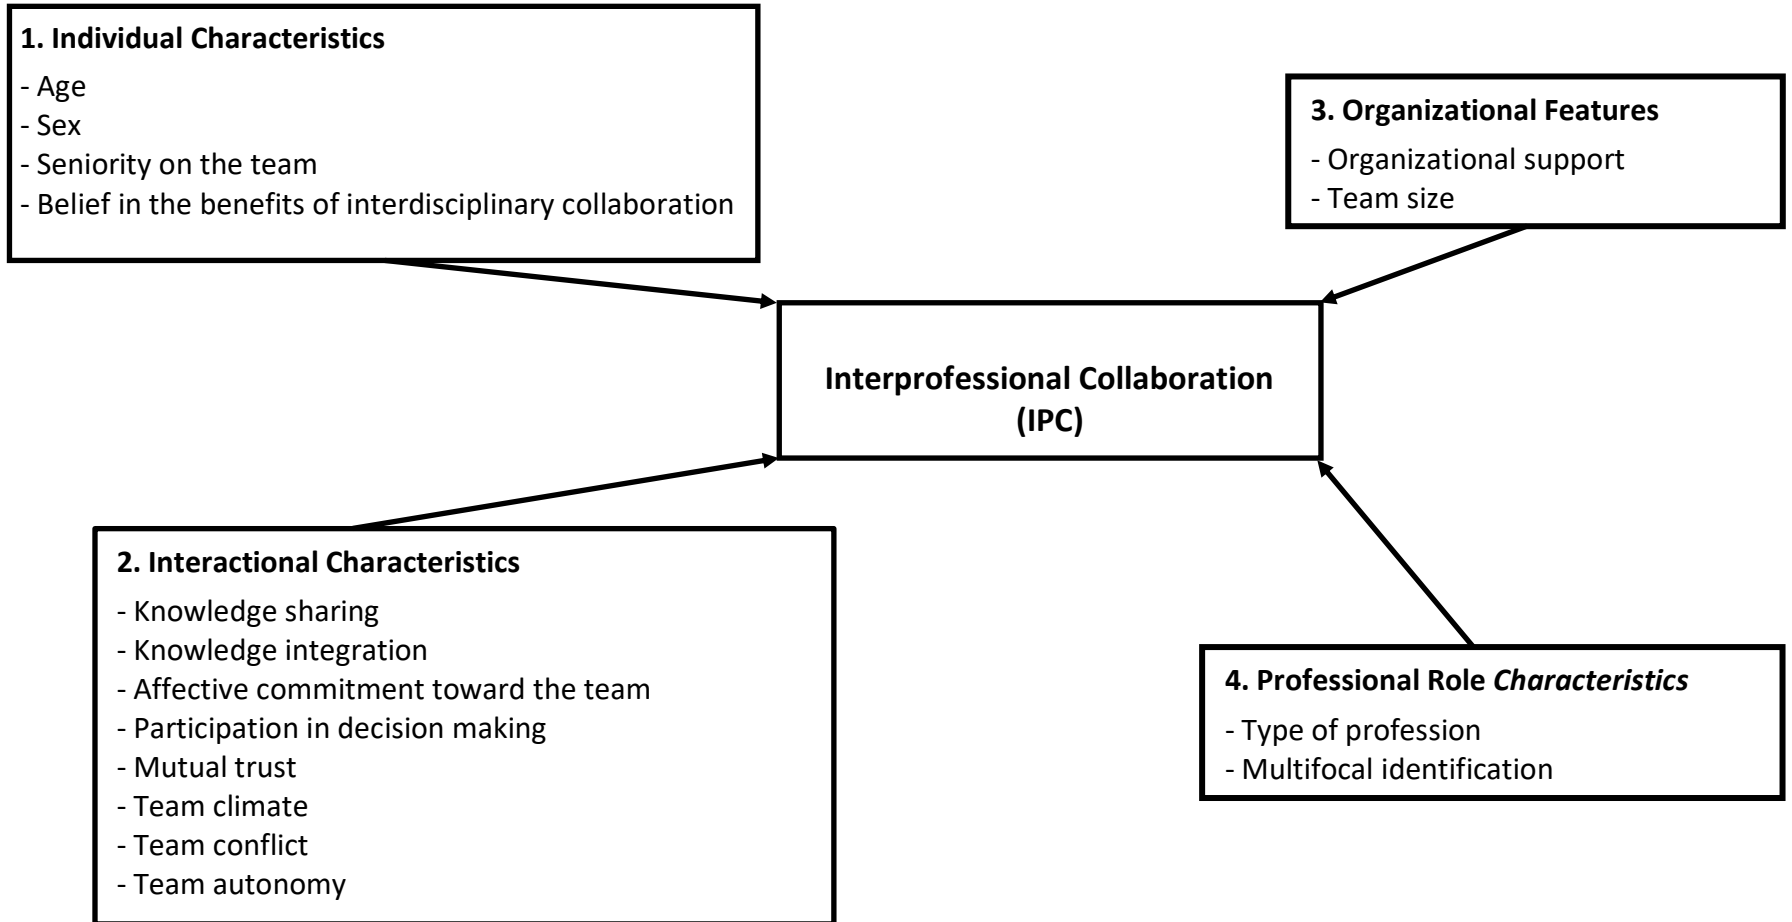 1. Individual Characteristics
- Age
- Sex
- Seniority on the team
- Belief in the benefits of interdisciplinary collaboration
3. Organizational Features
- Organizational support
- Team size
Interprofessional Collaboration
(IPC)
2. Interactional Characteristics
- Knowledge sharing
- Knowledge integration
- Affective commitment toward the team
- Participation in decision making
- Mutual trust
- Team climate
- Team conflict
- Team autonomy
4. Professional Role Characteristics
- Type of profession
- Multifocal identification